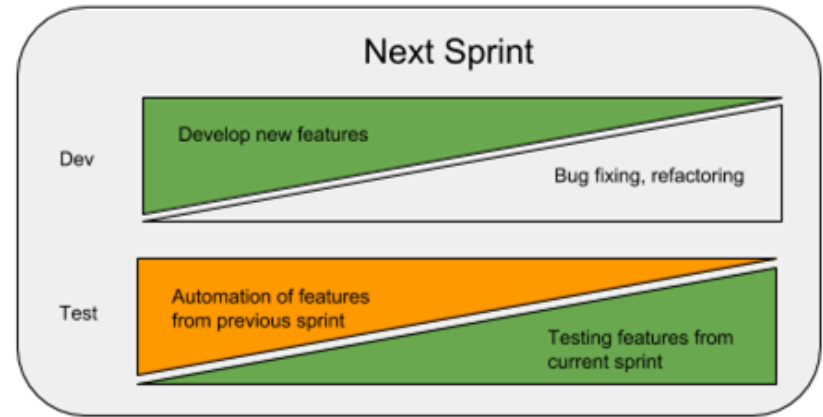 Next Sprint
Dev
Develop new features
Bug fixing, refactoring
Test
Automation of features
from previous sprint
Testing features from
current sprint